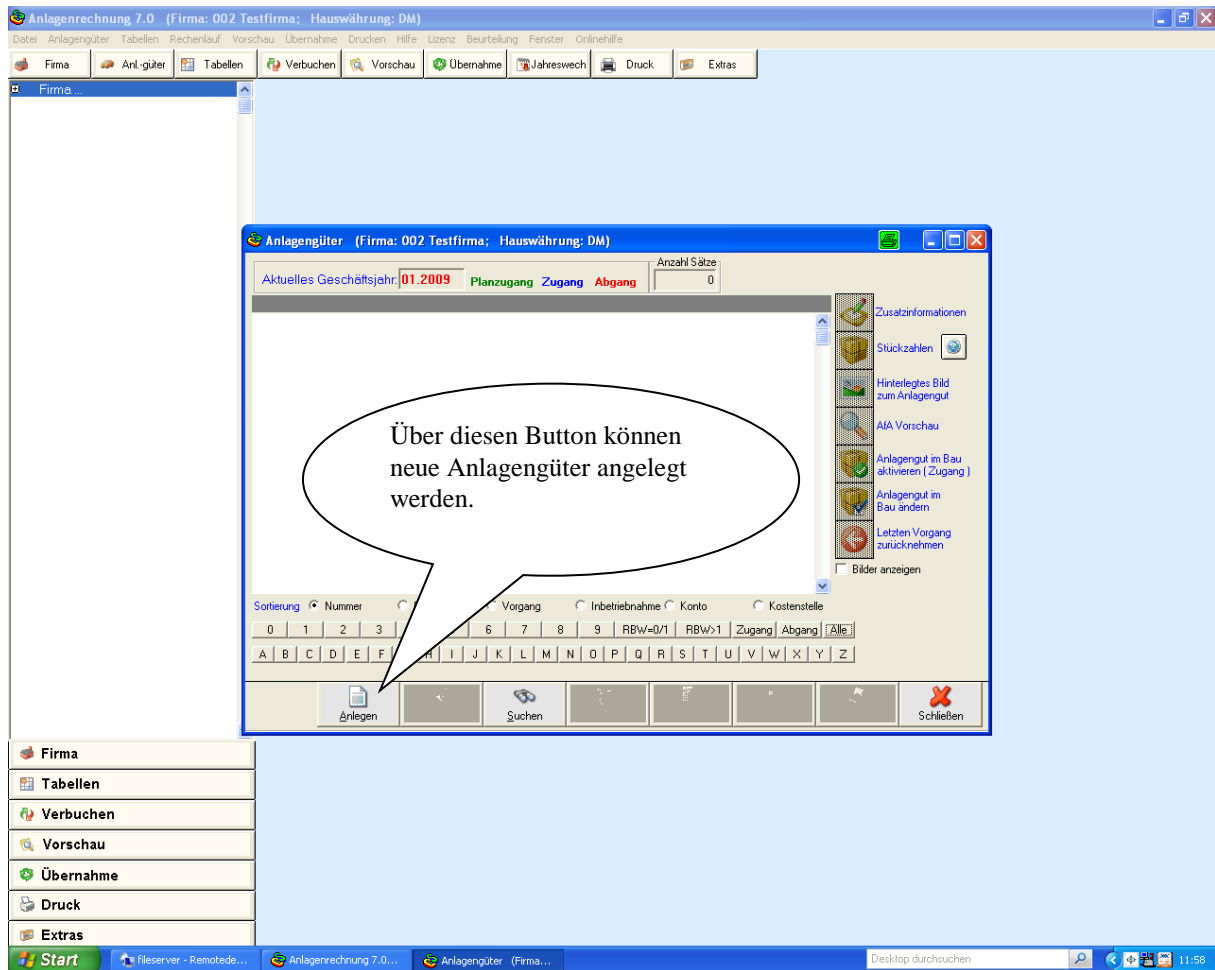 Anlagenrechnung 7.0 (Firma: 002 Testfirma; Hauswährung: DM)
Datei Anlagengüter Tabellen Rechenlauf Vorschau Übernahme Drucken Hilfe Lizenz Beurteilung Fenster Onlinehilfe
Firma Anl.-güter Tabellen Verbuchen Vorschau Übernahme Jahreswech Druck Extras
Firma ...
Anlagengüter (Firma: 002 Testfirma; Hauswährung: DM)
Anzahl Sätze
Aktuelles Geschäftsjahr: 01.2009 Planzugang Zugang Abgang 0
Zusatzinformationen
Stückzahlen
Hinterlegtes Bild
zum Anlagengut
AfA Vorschau
Anlagengut im Bau
aktivieren ( Zugang )
Anlagengut im
Bau ändern
Letzten Vorgang
zurücknehmen
Bilder anzeigen
Über diesen Button können
neue Anlagengüter angelegt
werden.
Sortierung Nummer Vorgang Inbetriebnahme Konto Kostenstelle
0 1 2 3 6 7 8 9 RBW=0/1 RBW>1 Zugang Abgang Alle
A B C D E F H I J K L M N O P Q R S T U V W X Y Z
Anlegen Suchen Schließen
Firma
Tabellen
Verbuchen
Vorschau
Übernahme
Druck
Extras
Start fileserver - Remotede... Anlagenrechnung 7.0... Anlagengüter (Firma... Desktop durchsuchen 11:58